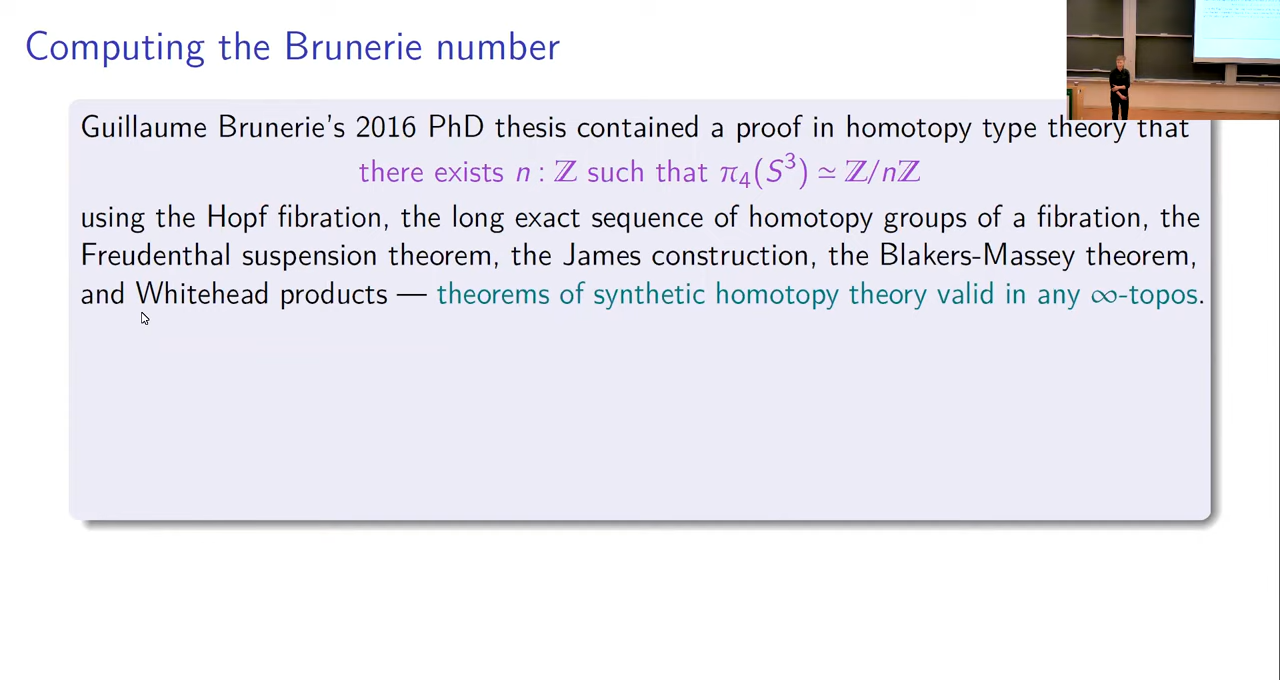 Computing the Brunerie number
Guillaume Brunerie's 2016 PhD thesis contained a proof in homotopy type theory that
there exists n : ℤ such that π₄(S³) ≃ ℤ/nℤ
using the Hopf fibration, the long exact sequence of homotopy groups of a fibration, the
Freudenthal suspension theorem, the James construction, the Blakers-Massey theorem,
and Whitehead products — theorems of synthetic homotopy theory valid in any ∞-topos.